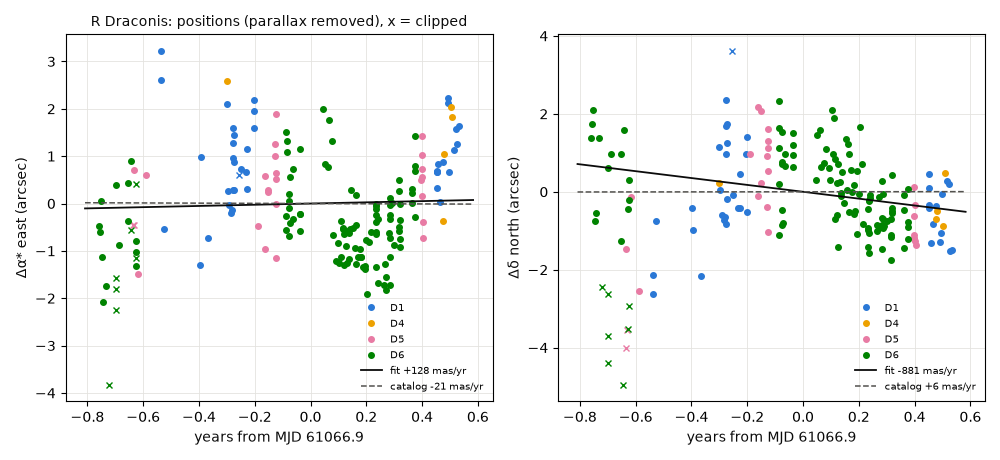 R Draconis: positions (parallax removed), x = clipped
Δα* east (arcsec)
3
2
1
0
−1
−2
−3
−4
−0.8 −0.6 −0.4 −0.2 0.0 0.2 0.4 0.6
years from MJD 61066.9
D1
D4
D5
D6
fit +128 mas/yr
catalog -21 mas/yr
Δδ north (arcsec)
4
2
0
−2
−4
−0.8 −0.6 −0.4 −0.2 0.0 0.2 0.4 0.6
years from MJD 61066.9
D1
D4
D5
D6
fit -881 mas/yr
catalog +6 mas/yr